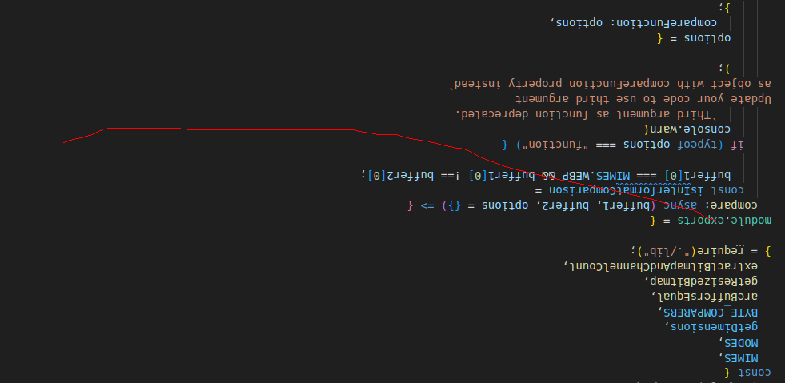 const {
MIMES,
MODES,
getDimensions,
BYTE_COMPARERS,
areBuffersEqual,
getResizedBitmap,
extractBitmapAndChannelCount,
} = require("./lib");
module.exports = {
compare: async (buffer1, buffer2, options = {}) => {
const isInterformatComparison =
buffer1[0] === MIMES.WEBP && buffer1[0] !== buffer2[0];
if (typeof options === "function") {
console.warn(
`Third argument as function deprecated.
Update your code to use third argument
as object with compareFunction property instead`
);
options = {
compareFunction: options,
};